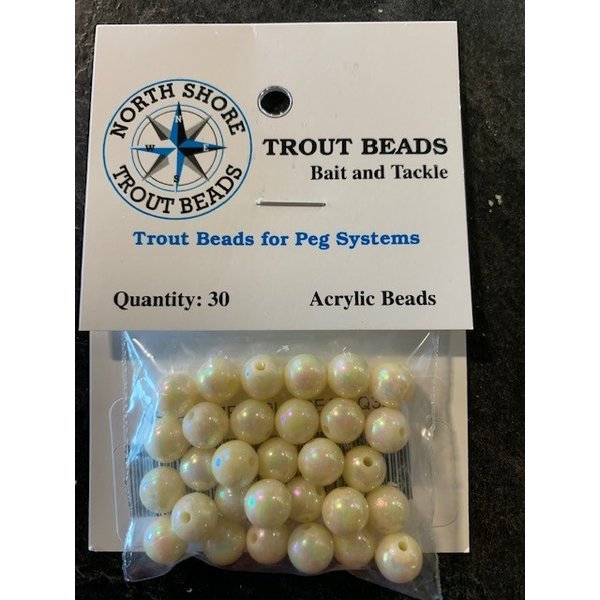 NORTH SHORE
TROUT BEADS
N
W E
S
TROUT BEADS
Bait and Tackle
Trout Beads for Peg Systems
Quantity: 30
Acrylic Beads